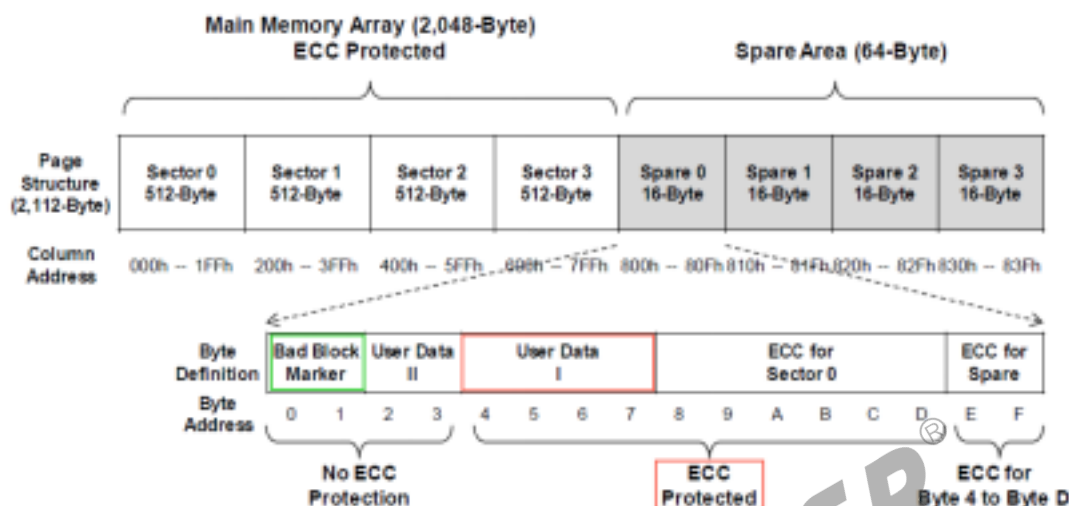 Main Memory Array (2,048-Byte)
ECC Protected
Spare Area (64-Byte)
Page
Structure
(2,112-Byte)
Sector 0
512-Byte
Sector 1
512-Byte
Sector 2
512-Byte
Sector 3
512-Byte
Spare 0
16-Byte
Spare 1
16-Byte
Spare 2
16-Byte
Spare 3
16-Byte
Column
Address
000h -- 1FFh
200h -- 3FFh
400h -- 5FFh
600h -- 7FFh
800h -- 80Fh
810h -- 81Fh
820h -- 82Fh
830h -- 83Fh
Byte
Definition
Bad Block
Marker
User Data
II
User Data
I
ECC for
Sector 0
ECC for
Spare
Byte
Address
0 1 2 3 4 5 6 7 8 9 A B C D E F
No ECC
Protection
ECC
Protected
ECC for
Byte 4 to Byte D
®